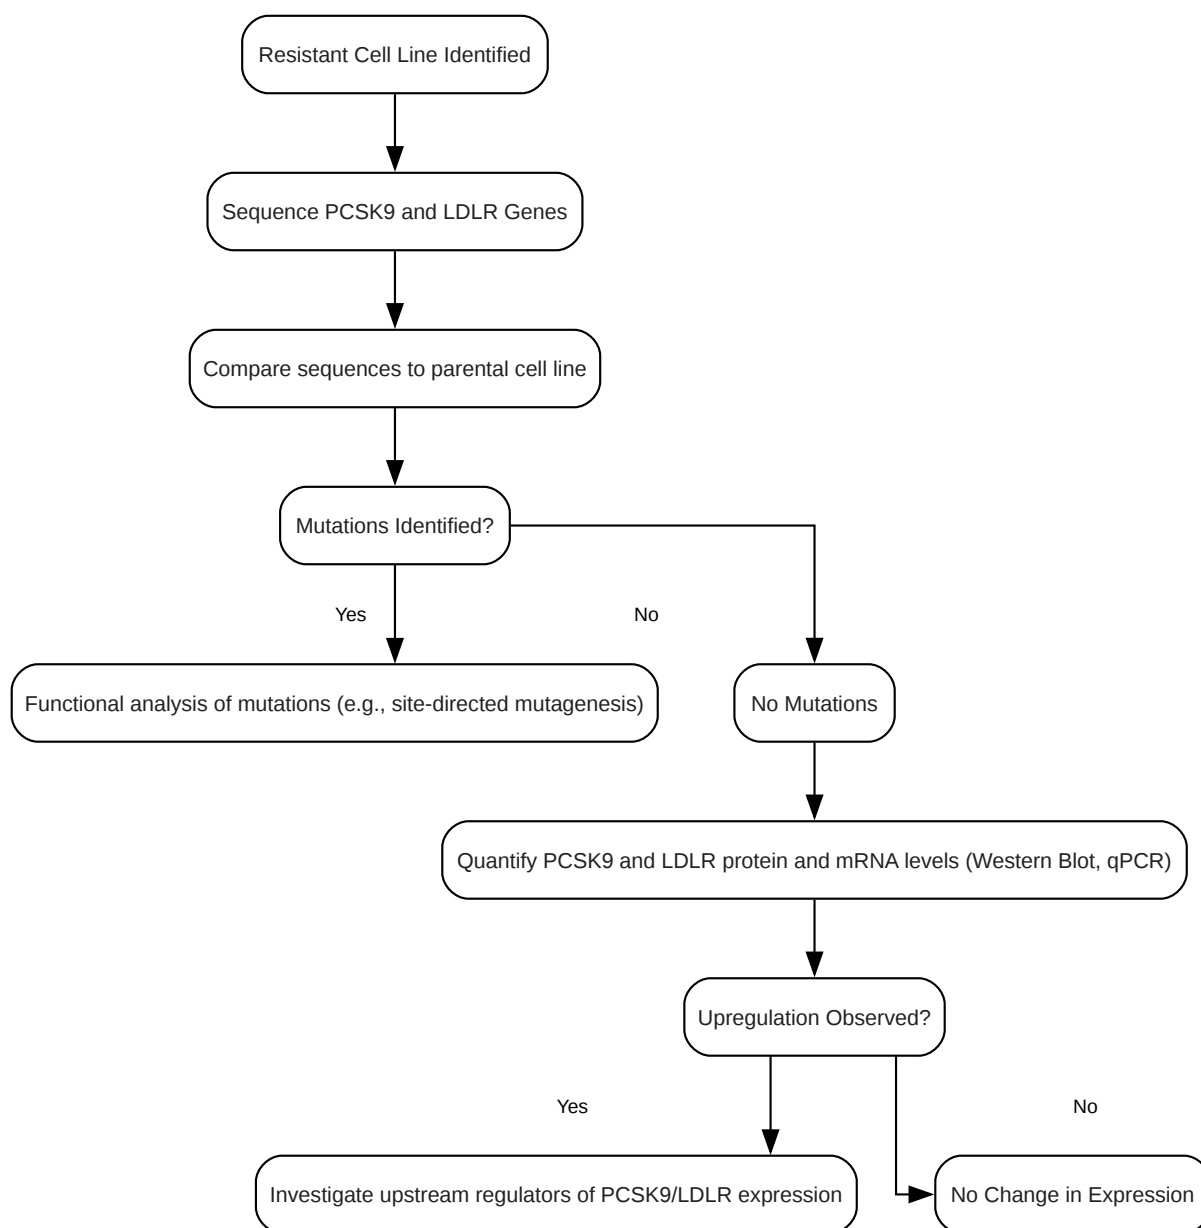 Resistant Cell Line Identified
Sequence PCSK9 and LDLR Genes
Compare sequences to parental cell line
Mutations Identified?
Yes
No
Functional analysis of mutations (e.g., site-directed mutagenesis)
No Mutations
Quantify PCSK9 and LDLR protein and mRNA levels (Western Blot, qPCR)
Upregulation Observed?
Yes
No
Investigate upstream regulators of PCSK9/LDLR expression
No Change in Expression